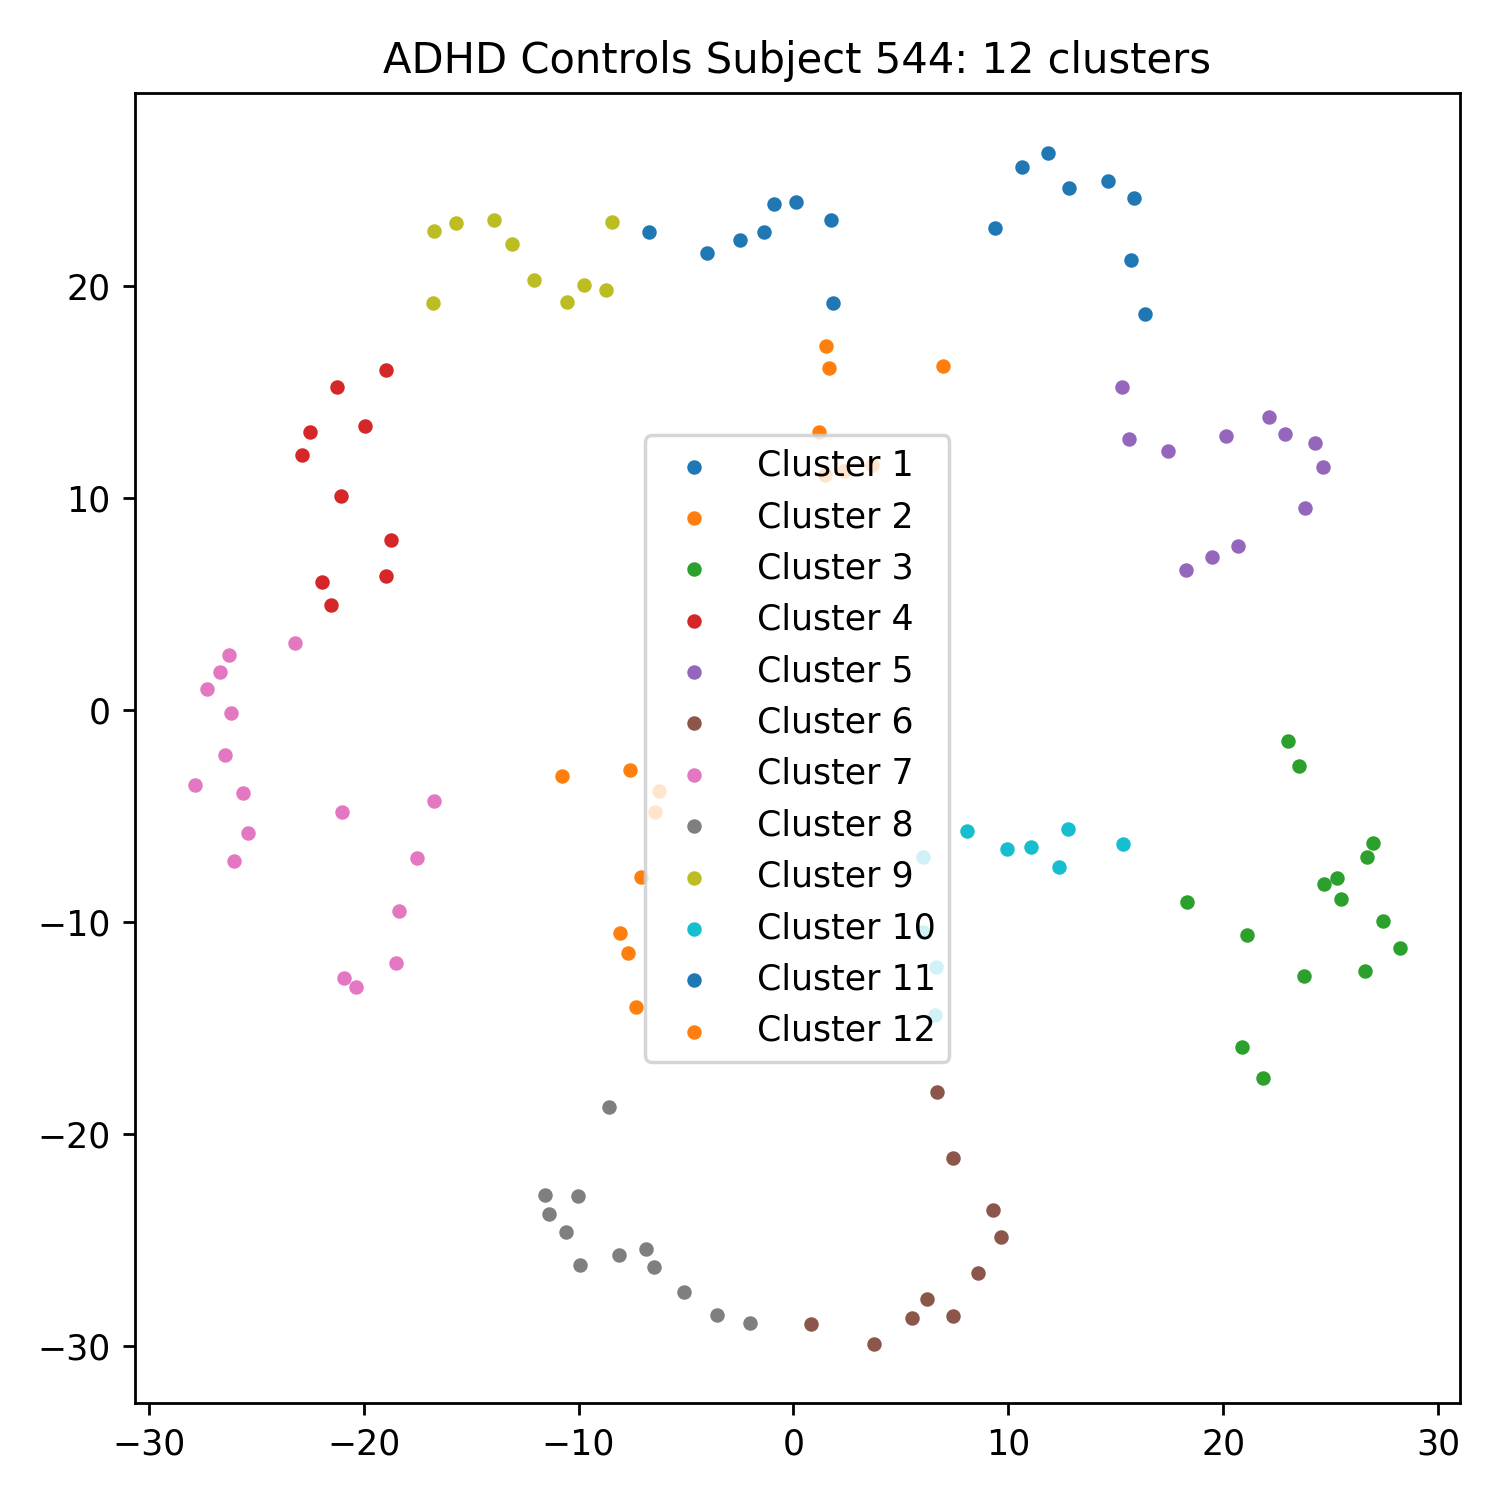 ADHD Controls Subject 544: 12 clusters
20
10
0
−10
−20
−30
Cluster 1
Cluster 2
Cluster 3
Cluster 4
Cluster 5
Cluster 6
Cluster 7
Cluster 8
Cluster 9
Cluster 10
Cluster 11
Cluster 12
−30 −20 −10 0 10 20 30